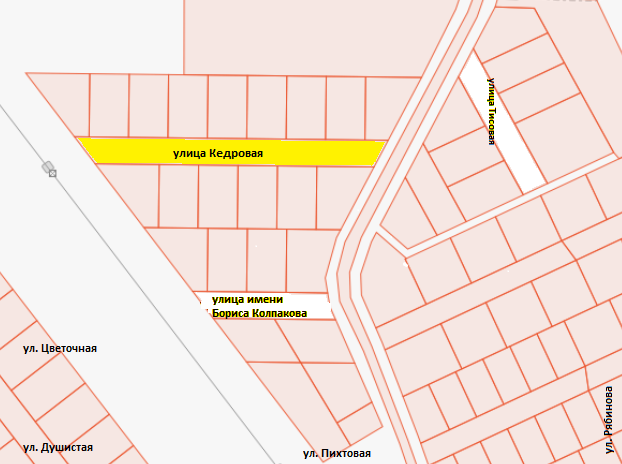 улица Тисовая
улица Кедровая
улица имени
Бориса Колпакова
ул. Цветочная
ул. Рябинова
ул. Душистая
ул. Пихтовая